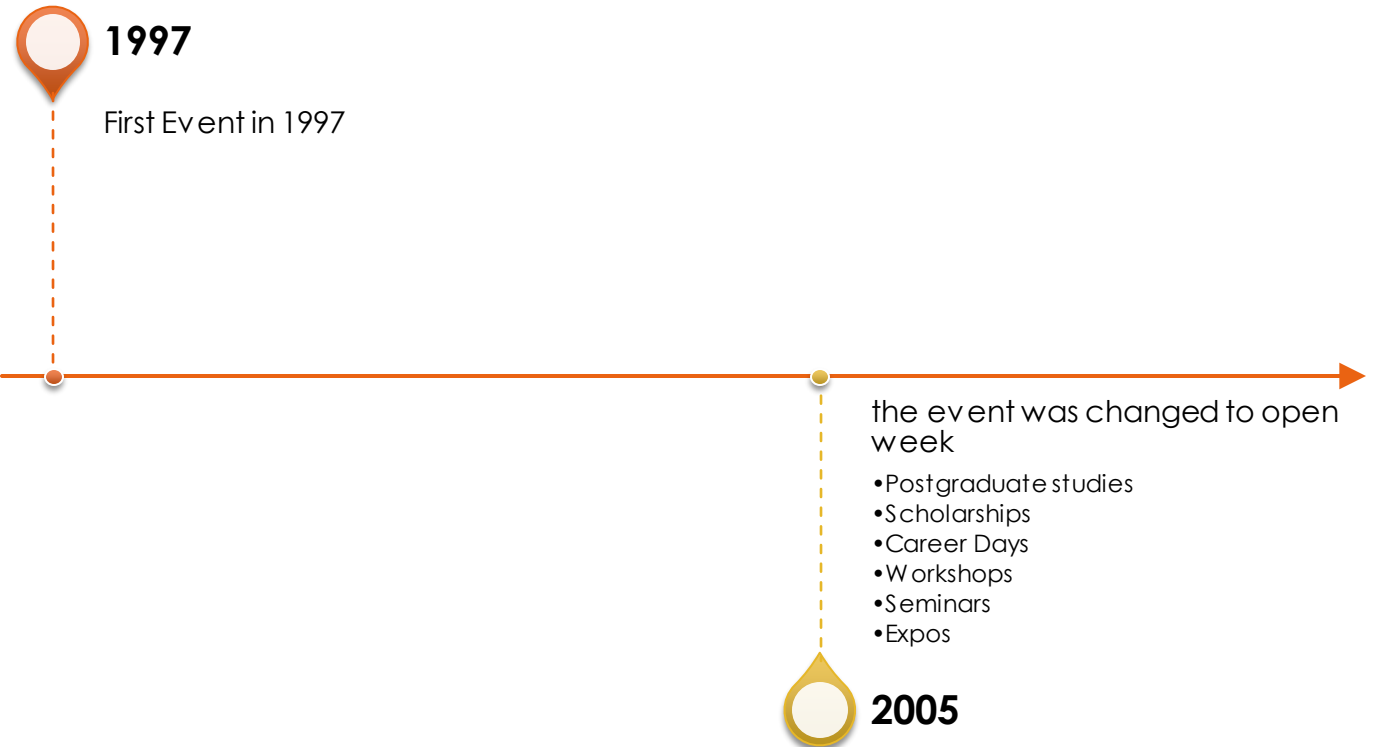 1997
First Event in 1997
the event was changed to open
week
•Postgraduate studies
•Scholarships
•Career Days
•Workshops
•Seminars
•Expos
2005